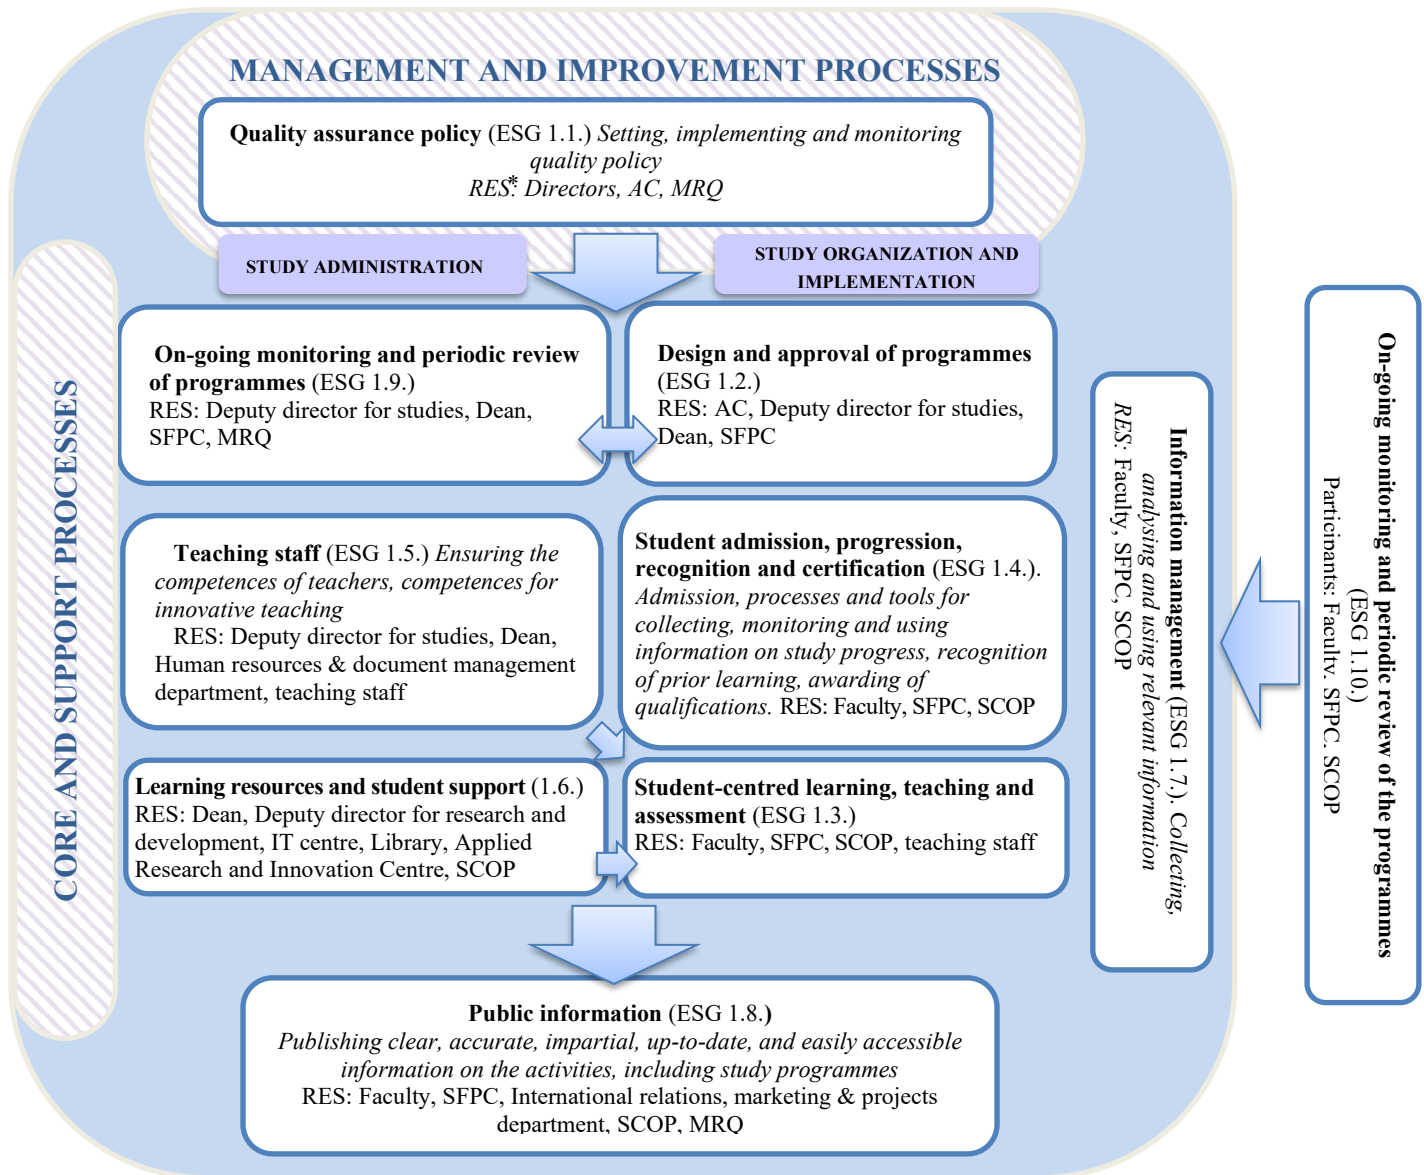 MANAGEMENT AND IMPROVEMENT PROCESSES
Quality assurance policy (ESG 1.1.) Setting, implementing and monitoring
quality policy
RES*: Directors, AC, MRQ
STUDY ADMINISTRATION
STUDY ORGANIZATION AND
IMPLEMENTATION
CORE AND SUPPORT PROCESSES
On-going monitoring and periodic review
of programmes (ESG 1.9.)
RES: Deputy director for studies, Dean,
SFPC, MRQ
Design and approval of programmes
(ESG 1.2.)
RES: AC, Deputy director for studies,
Dean, SFPC
Teaching staff (ESG 1.5.) Ensuring the
competences of teachers, competences for
innovative teaching
RES: Deputy director for studies, Dean,
Human resources & document management
department, teaching staff
Student admission, progression,
recognition and certification (ESG 1.4.).
Admission, processes and tools for
collecting, monitoring and using
information on study progress, recognition
of prior learning, awarding of
qualifications. RES: Faculty, SFPC, SCOP
Learning resources and student support (1.6.)
RES: Dean, Deputy director for research and
development, IT centre, Library, Applied
Research and Innovation Centre, SCOP
Student-centred learning, teaching and
assessment (ESG 1.3.)
RES: Faculty, SFPC, SCOP, teaching staff
Public information (ESG 1.8.)
Publishing clear, accurate, impartial, up-to-date, and easily accessible
information on the activities, including study programmes
RES: Faculty, SFPC, International relations, marketing & projects
department, SCOP, MRQ
Information management (ESG 1.7.). Collecting,
analysing and using relevant information
RES: Faculty, SFPC, SCOP
On-going monitoring and periodic review of the programmes
(ESG 1.10.)
Participants: Faculty. SFPC. SCOP